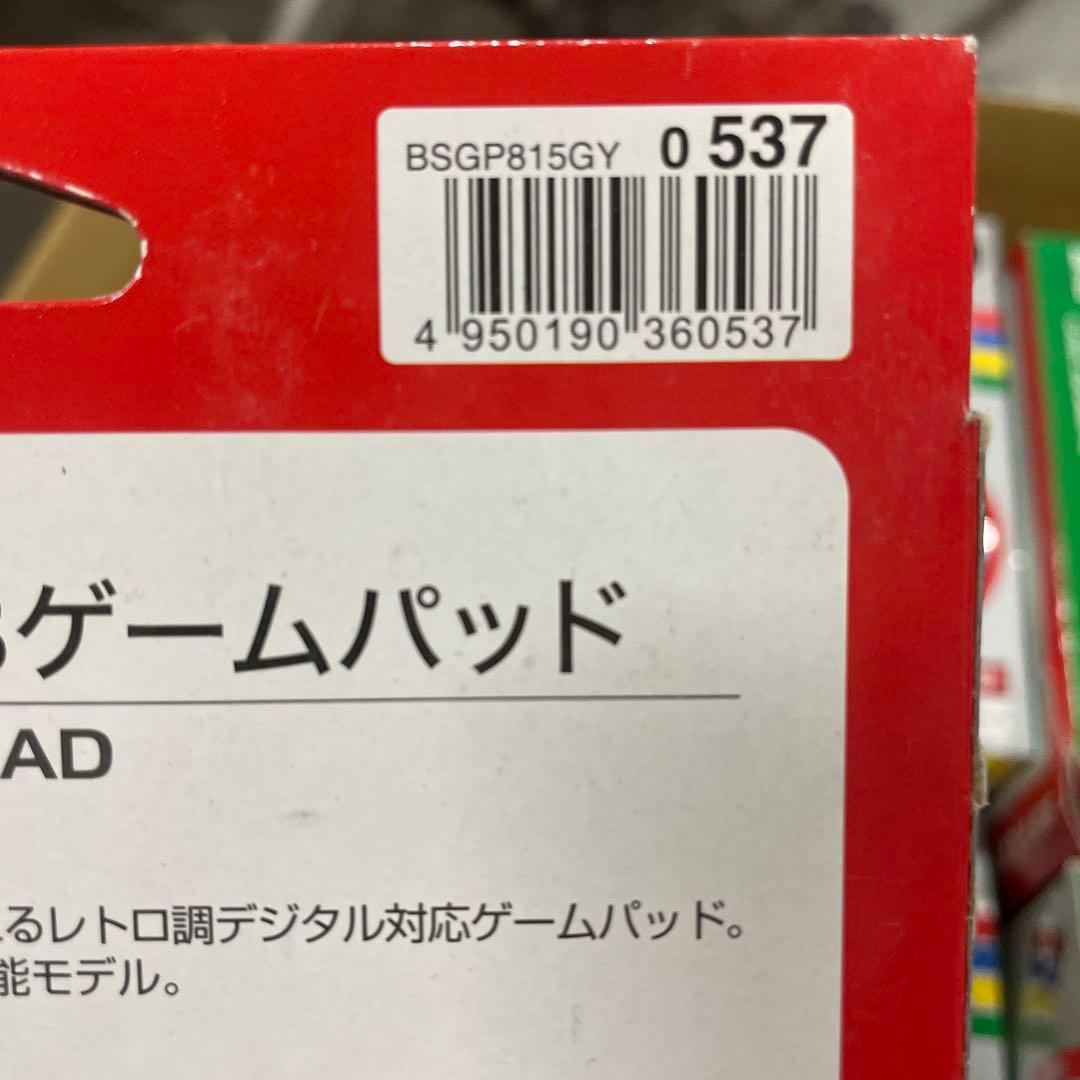 BSGP815GY 0 537
4 950190 360537
ゲームパッド
AD
るレトロ調デジタル対応ゲームパッド。
能モデル。